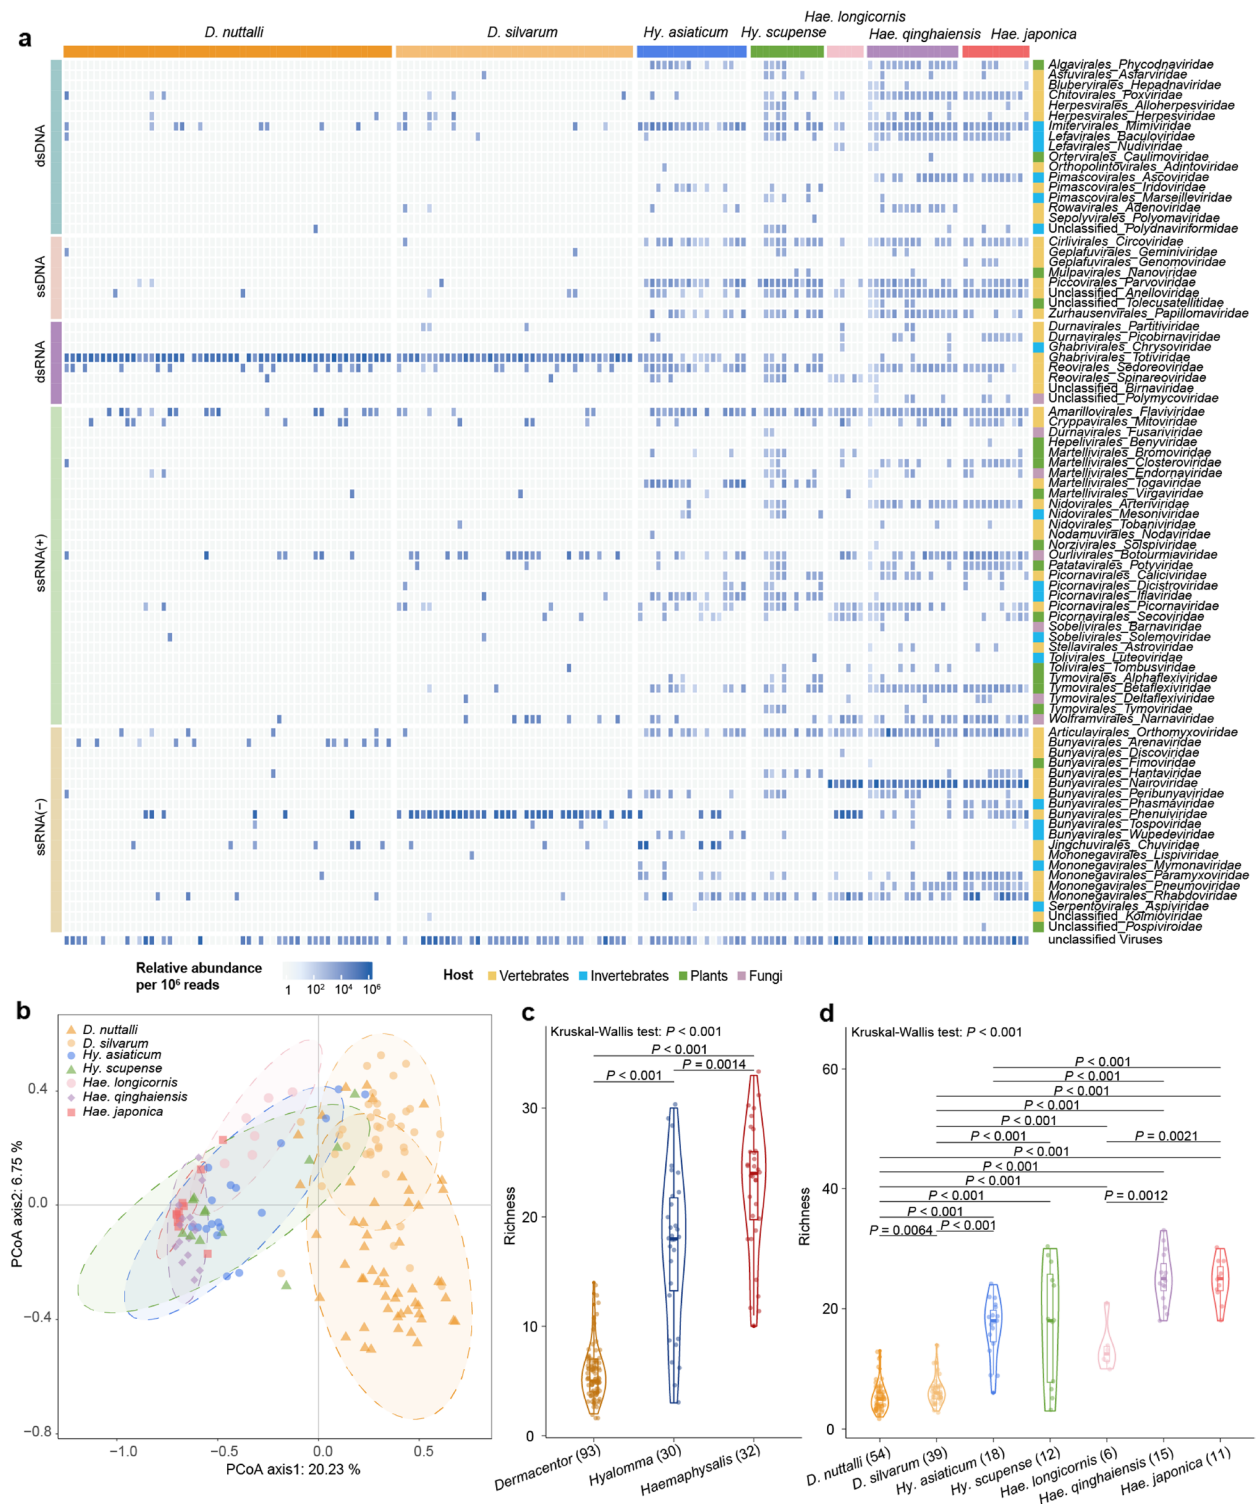 a
D. nuttalli
D. silvarum
Hy. asiaticum
Hy. scupense
Hae. longicornis
Hae. qinghaiensis
Hae. japonica
dsDNA
Algavirales_Phycodnaviridae
Asfuvirales_Asfarviridae
Blubervirales_Hepadnaviridae
Chitovirales_Poxviridae
Herpesvirales_Alloherpesviridae
Herpesvirales_Herpesviridae
Imitervirales_Mimiviridae
Lefavirales_Baculoviridae
Lefavirales_Nudiviridae
Ortervirales_Caulimoviridae
Orthopolintovirales_Adintoviridae
Pimascovirales_Ascoviridae
Pimascovirales_Iridoviridae
Pimascovirales_Marseilleviridae
Rowavirales_Adenoviridae
Sepolyvirales_Polyomaviridae
Unclassified_Polydnaviriformidae
ssDNA
Cirlivirales_Circoviridae
Geplafuvirales_Geminiviridae
Geplafuvirales_Genomoviridae
Mulpavirales_Nanoviridae
Piccovirales_Parvoviridae
Unclassified_Anelloviridae
Unclassified_Tolecusatellitidae
Zurhausenvirales_Papillomaviridae
dsRNA
Durnavirales_Partitiviridae
Durnavirales_Picobirnaviridae
Ghabrivirales_Chrysoviridae
Ghabrivirales_Totiviridae
Reovirales_Sedoreoviridae
Reovirales_Spinareoviridae
Unclassified_Birnaviridae
Unclassified_Polymycoviridae
ssRNA(+)
Amarillovirales_Flaviviridae
Cryppavirales_Mitoviridae
Durnavirales_Fusariviridae
Hepelivirales_Benyviridae
Martellivirales_Bromoviridae
Martellivirales_Closteroviridae
Martellivirales_Endornaviridae
Martellivirales_Togaviridae
Martellivirales_Virgaviridae
Nidovirales_Arteriviridae
Nidovirales_Mesoniviridae
Nidovirales_Tobaniviridae
Nodamuvirales_Nodaviridae
Norzivirales_Solspiviridae
Ourlivirales_Botourmiaviridae
Patatavirales_Potyviridae
Picornavirales_Caliciviridae
Picornavirales_Dicistroviridae
Picornavirales_Iflaviridae
Picornavirales_Picornaviridae
Picornavirales_Secoviridae
Sobelivirales_Barnaviridae
Sobelivirales_Solemoviridae
Stellavirales_Astroviridae
Tolivirales_Luteoviridae
Tolivirales_Tombusviridae
Tymovirales_Alphaflexiviridae
Tymovirales_Betaflexiviridae
Tymovirales_Deltaflexiviridae
Tymovirales_Tymoviridae
Wolframvirales_Narnaviridae
ssRNA(−)
Articulavirales_Orthomyxoviridae
Bunyavirales_Arenaviridae
Bunyavirales_Discoviridae
Bunyavirales_Fimoviridae
Bunyavirales_Hantaviridae
Bunyavirales_Nairoviridae
Bunyavirales_Peribunyaviridae
Bunyavirales_Phasmaviridae
Bunyavirales_Phenuiviridae
Bunyavirales_Tospoviridae
Bunyavirales_Wupedeviridae
Jingchuvirales_Chuviridae
Mononegavirales_Lispiviridae
Mononegavirales_Mymonaviridae
Mononegavirales_Paramyxoviridae
Mononegavirales_Pneumoviridae
Mononegavirales_Rhabdoviridae
Serpentovirales_Aspiviridae
Unclassified_Kolmioviridae
Unclassified_Pospiviroidae
unclassified Viruses
Relative abundance
per 10⁶ reads
1 10² 10⁴ 10⁶
Host Vertebrates Invertebrates Plants Fungi
b
D. nuttalli
D. silvarum
Hy. asiaticum
Hy. scupense
Hae. longicornis
Hae. qinghaiensis
Hae. japonica
PCoA axis2: 6.75 %
0.4
0.0
−0.4
−0.8
−1.0 −0.5 0.0 0.5
PCoA axis1: 20.23 %
c
Kruskal-Wallis test: P < 0.001
P < 0.001
P = 0.0014
P < 0.001
Richness
30
20
10
0
Dermacentor (93)
Hyalomma (30)
Haemaphysalis (32)
d
Kruskal-Wallis test: P < 0.001
P < 0.001
P < 0.001
P < 0.001
P < 0.001
P < 0.001
P < 0.001
P = 0.0021
P < 0.001
P < 0.001
P < 0.001
P < 0.001
P = 0.0012
P < 0.001
P = 0.0064
P < 0.001
Richness
60
40
20
0
D. nuttalli (54)
D. silvarum (39)
Hy. asiaticum (18)
Hy. scupense (12)
Hae. longicornis (6)
Hae. qinghaiensis (15)
Hae. japonica (11)